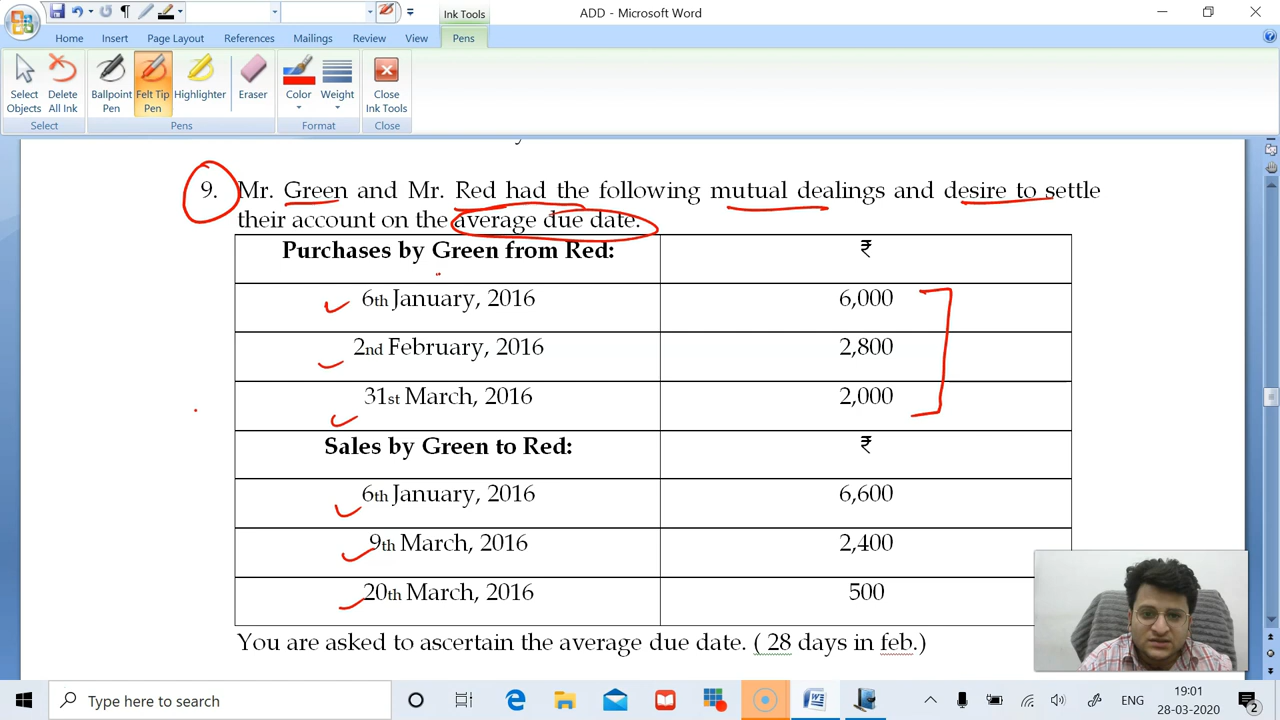 Ink Tools
ADD - Microsoft Word
Home Insert Page Layout References Mailings Review View Pens
Select Objects
Delete All Ink
Ballpoint Pen
Felt Tip Pen
Highlighter
Eraser
Color
Weight
Close Ink Tools
Select Pens Format Close
9. Mr. Green and Mr. Red had the following mutual dealings and desire to settle
their account on the average due date.
Purchases by Green from Red: ₹
6th January, 2016 6,000
2nd February, 2016 2,800
31st March, 2016 2,000
Sales by Green to Red: ₹
6th January, 2016 6,600
9th March, 2016 2,400
20th March, 2016 500
You are asked to ascertain the average due date. ( 28 days in feb.)
Type here to search
ENG
19:01
28-03-2020
2